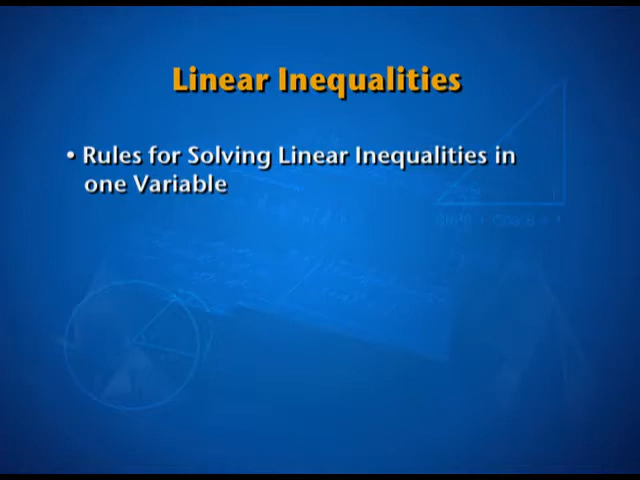 Linear Inequalities
• Rules for Solving Linear Inequalities in
one Variable